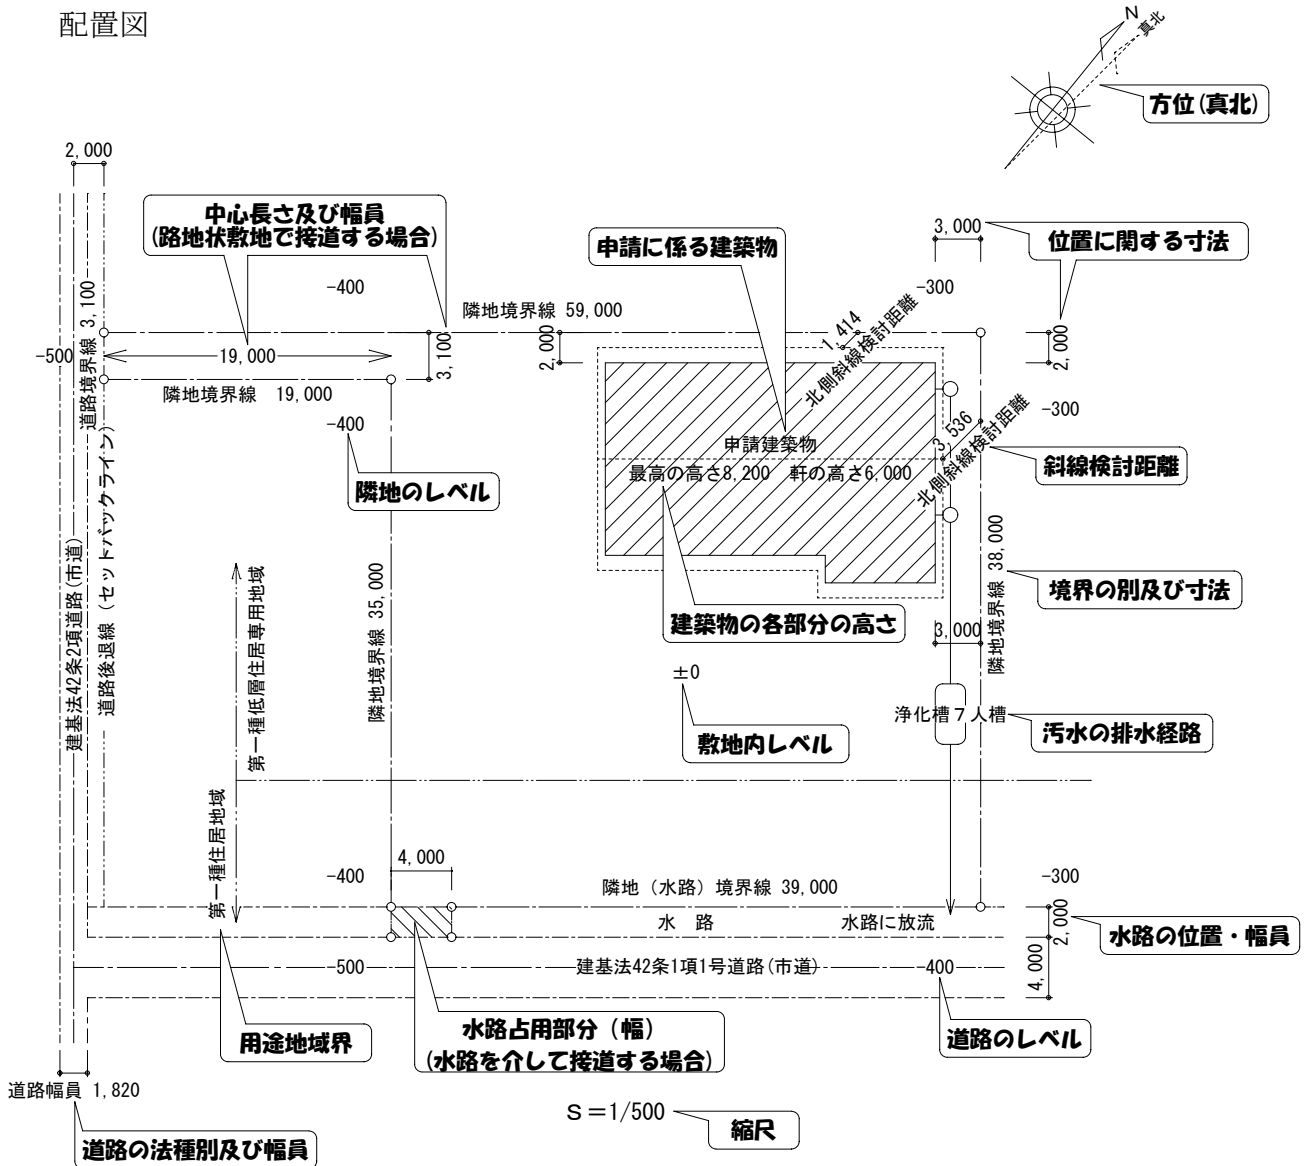 配置図
N
真北
方位(真北)
2,000
中心長さ及び幅員
(路地状敷地で接道する場合)
申請に係る建築物
3,000
位置に関する寸法
-400
-300
隣地境界線 59,000
道路境界線 3,100
1,414
北側斜線検討距離
-500
19,000
3,100
2,000
2,000
隣地境界線 19,000
-400
-300
隣地のレベル
申請建築物
最高の高さ8,200 軒の高さ6,000
3,536
北側斜線検討距離
斜線検討距離
建基法42条2項道路(市道)
道路後退線(セットバックライン)
第一種低層住居専用地域
隣地境界線 35,000
建築物の各部分の高さ
3,000
隣地境界線 38,000
境界の別及び寸法
±0
敷地内レベル
浄化槽7人槽
汚水の排水経路
第一種住居地域
-400
4,000
隣地(水路)境界線 39,000
-300
水 路
水路に放流
2,000
水路の位置・幅員
-500
建基法42条1項1号道路(市道)
-400
4,000
用途地域界
水路占用部分(幅)
(水路を介して接道する場合)
道路のレベル
道路幅員 1,820
道路の法種別及び幅員
S=1/500
縮尺